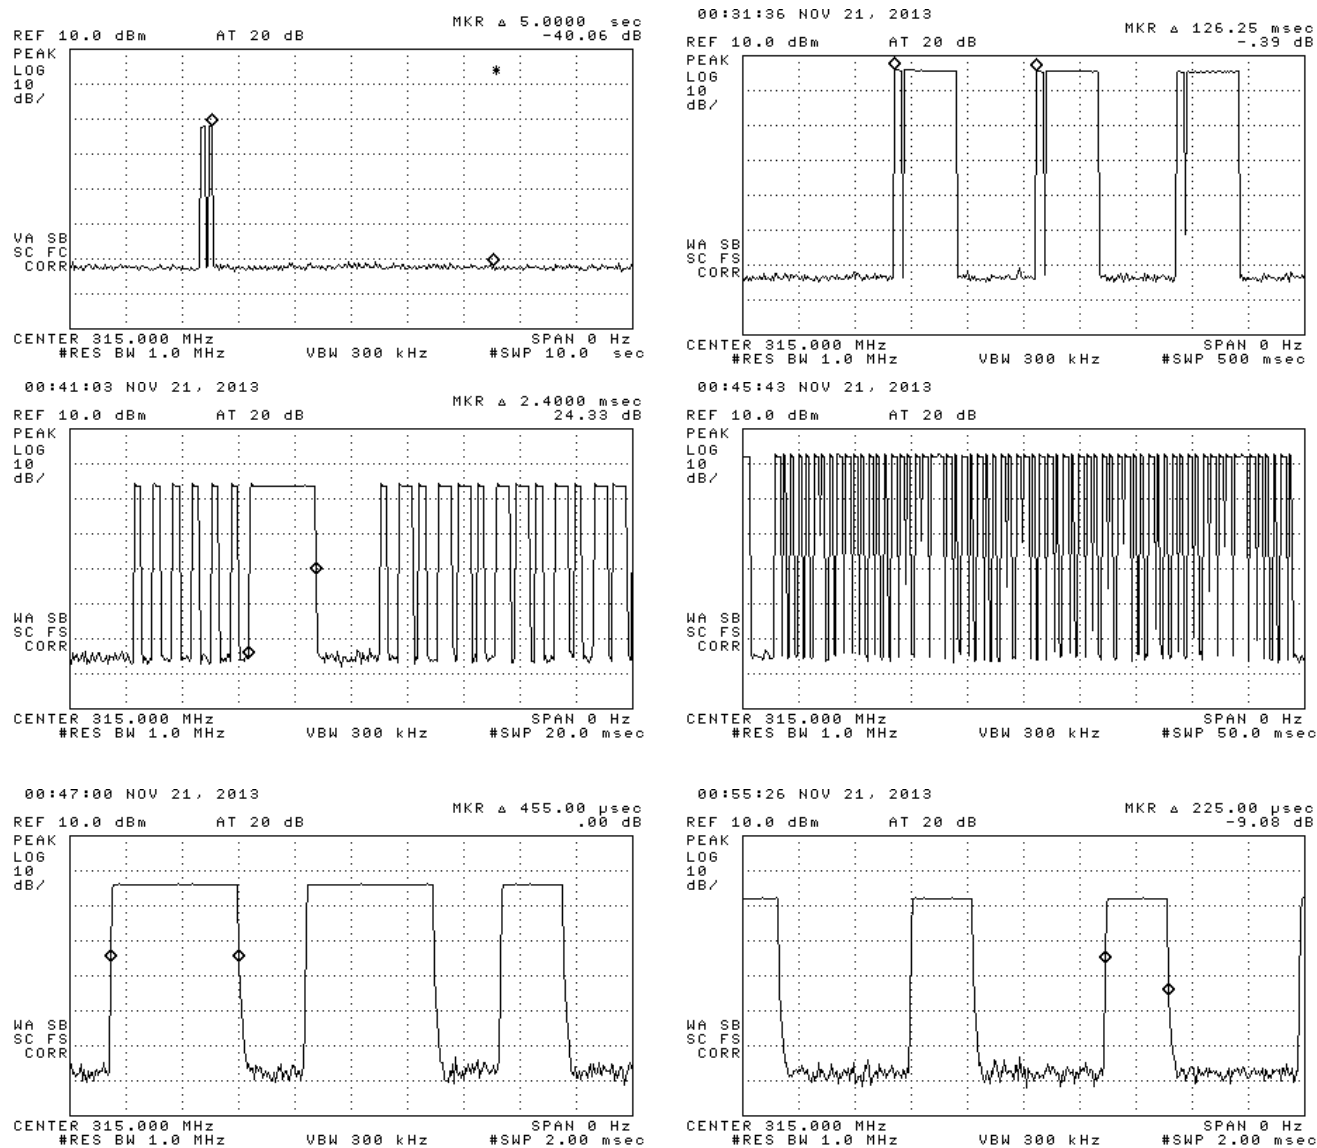 MKR Δ 5.0000 sec
REF 10.0 dBm AT 20 dB -40.06 dB
PEAK
LOG
10
dB/
VA SB
SC FC
CORR
CENTER 315.000 MHz SPAN 0 Hz
#RES BW 1.0 MHz VBW 300 kHz #SWP 10.0 sec
00:31:36 NOV 21, 2013
MKR Δ 126.25 msec
REF 10.0 dBm AT 20 dB -.39 dB
PEAK
LOG
10
dB/
WA SB
SC FS
CORR
CENTER 315.000 MHz SPAN 0 Hz
#RES BW 1.0 MHz VBW 300 kHz #SWP 500 msec
00:41:03 NOV 21, 2013
MKR Δ 2.4000 msec
REF 10.0 dBm AT 20 dB 24.33 dB
PEAK
LOG
10
dB/
WA SB
SC FS
CORR
CENTER 315.000 MHz SPAN 0 Hz
#RES BW 1.0 MHz VBW 300 kHz #SWP 20.0 msec
00:45:43 NOV 21, 2013
REF 10.0 dBm AT 20 dB
PEAK
LOG
10
dB/
WA SB
SC FS
CORR
CENTER 315.000 MHz SPAN 0 Hz
#RES BW 1.0 MHz VBW 300 kHz #SWP 50.0 msec
00:47:00 NOV 21, 2013
MKR Δ 455.00 µsec
REF 10.0 dBm AT 20 dB .00 dB
PEAK
LOG
10
dB/
WA SB
SC FS
CORR
CENTER 315.000 MHz SPAN 0 Hz
#RES BW 1.0 MHz VBW 300 kHz #SWP 2.00 msec
00:55:26 NOV 21, 2013
MKR Δ 225.00 µsec
REF 10.0 dBm AT 20 dB -9.08 dB
PEAK
LOG
10
dB/
WA SB
SC FS
CORR
CENTER 315.000 MHz SPAN 0 Hz
#RES BW 1.0 MHz VBW 300 kHz #SWP 2.00 msec